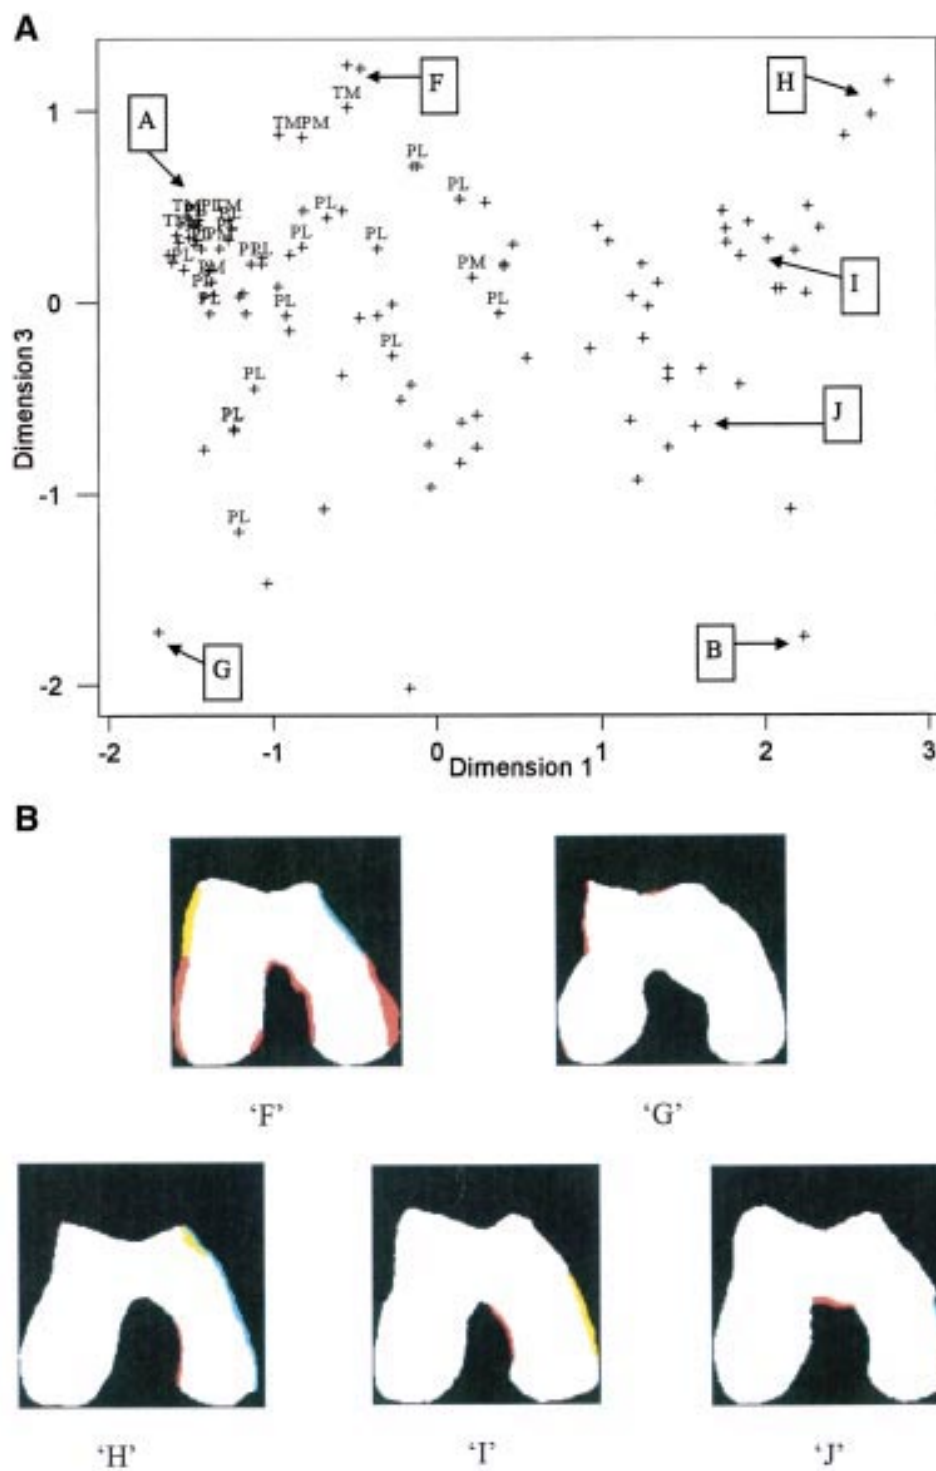 A
F
H
TM
1
A
TMPM
PL
PL
PL
PL
PL
I
PM
0
PL
PL
PL
PL
J
PL
-1
PL
G
B
-2
Dimension 3
-2 -1 0 1 2 3
Dimension 1
B
‘F’ ‘G’
‘H’ ‘I’ ‘J’